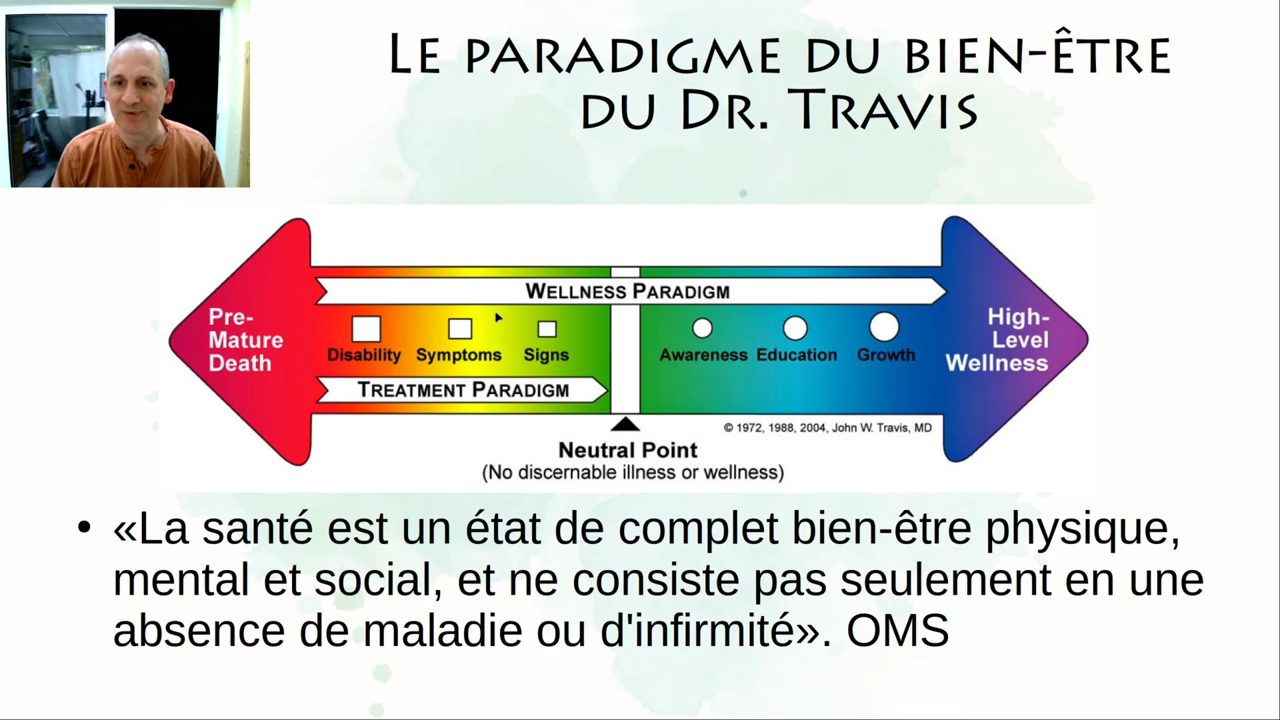 Le paradigme du bien-être
du Dr. Travis
Wellness Paradigm
Pre-
Mature
Death
Disability Symptoms Signs
Awareness Education Growth
High-
Level
Wellness
Treatment Paradigm
© 1972, 1988, 2004, John W. Travis, MD
Neutral Point
(No discernable illness or wellness)
• «La santé est un état de complet bien-être physique,
mental et social, et ne consiste pas seulement en une
absence de maladie ou d'infirmité». OMS